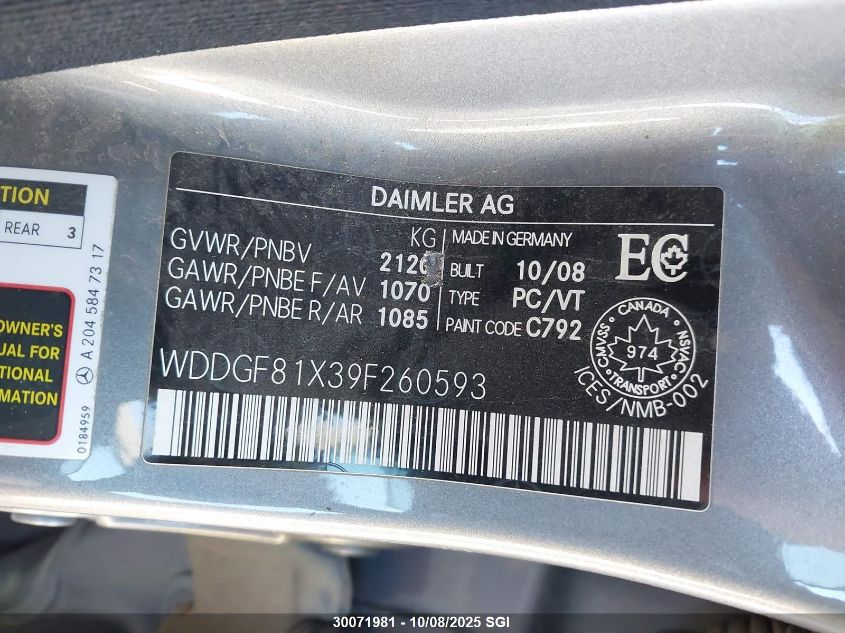 DAIMLER AG
GVWR/PNBV
KG
GAWR/PNBE F/AV 1070
GAWR/PNBE R/AR 1085
MADE IN GERMANY
BUILT 10/08
TYPE PC/VT
PAINT CODE C792
EC
CANADA
974
TRANSPORT
CMVSS
NSVAC
ICES/NMB-002
WDDGF81X39F260593
TION
REAR 3
OWNER'S
UAL FOR
TIONAL
MATION
A 204 584 73 17
0184959
30071981 - 10/08/2025 SGI